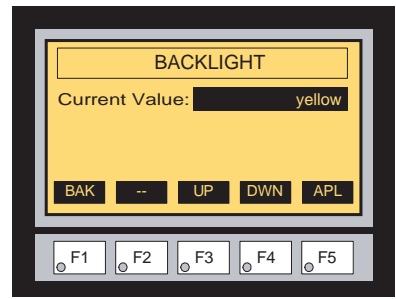 BACKLIGHT
Current Value: yellow
BAK -- UP DWN APL
F1 F2 F3 F4 F5